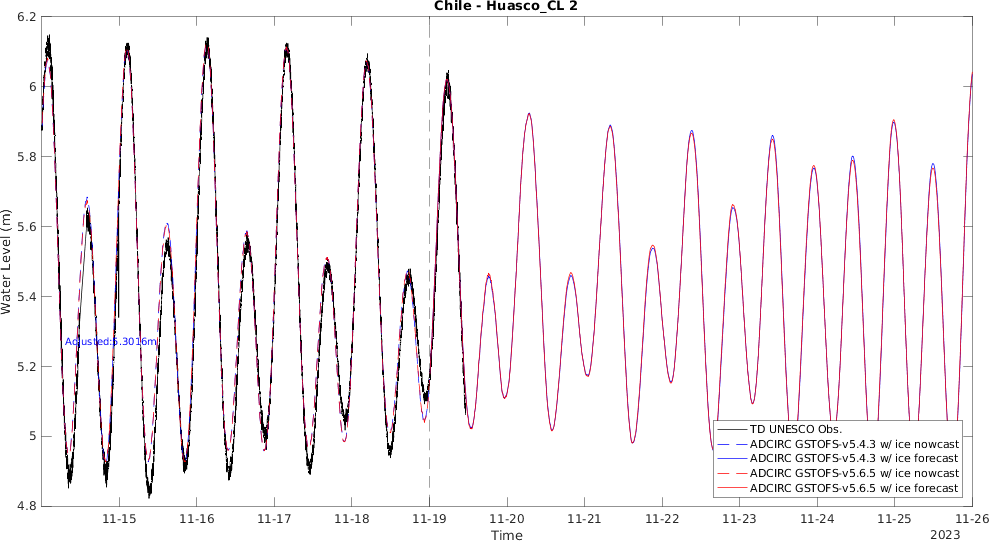 Chile - Huasco_CL 2
6.2
6
5.8
5.6
5.4
5.2
5
4.8
Water Level (m)
Adjusted:5.3016m
TD UNESCO Obs.
ADCIRC GSTOFS-v5.4.3 w/ ice nowcast
ADCIRC GSTOFS-v5.4.3 w/ ice forecast
ADCIRC GSTOFS-v5.6.5 w/ ice nowcast
ADCIRC GSTOFS-v5.6.5 w/ ice forecast
11-15 11-16 11-17 11-18 11-19 11-20 11-21 11-22 11-23 11-24 11-25 11-26
Time
2023